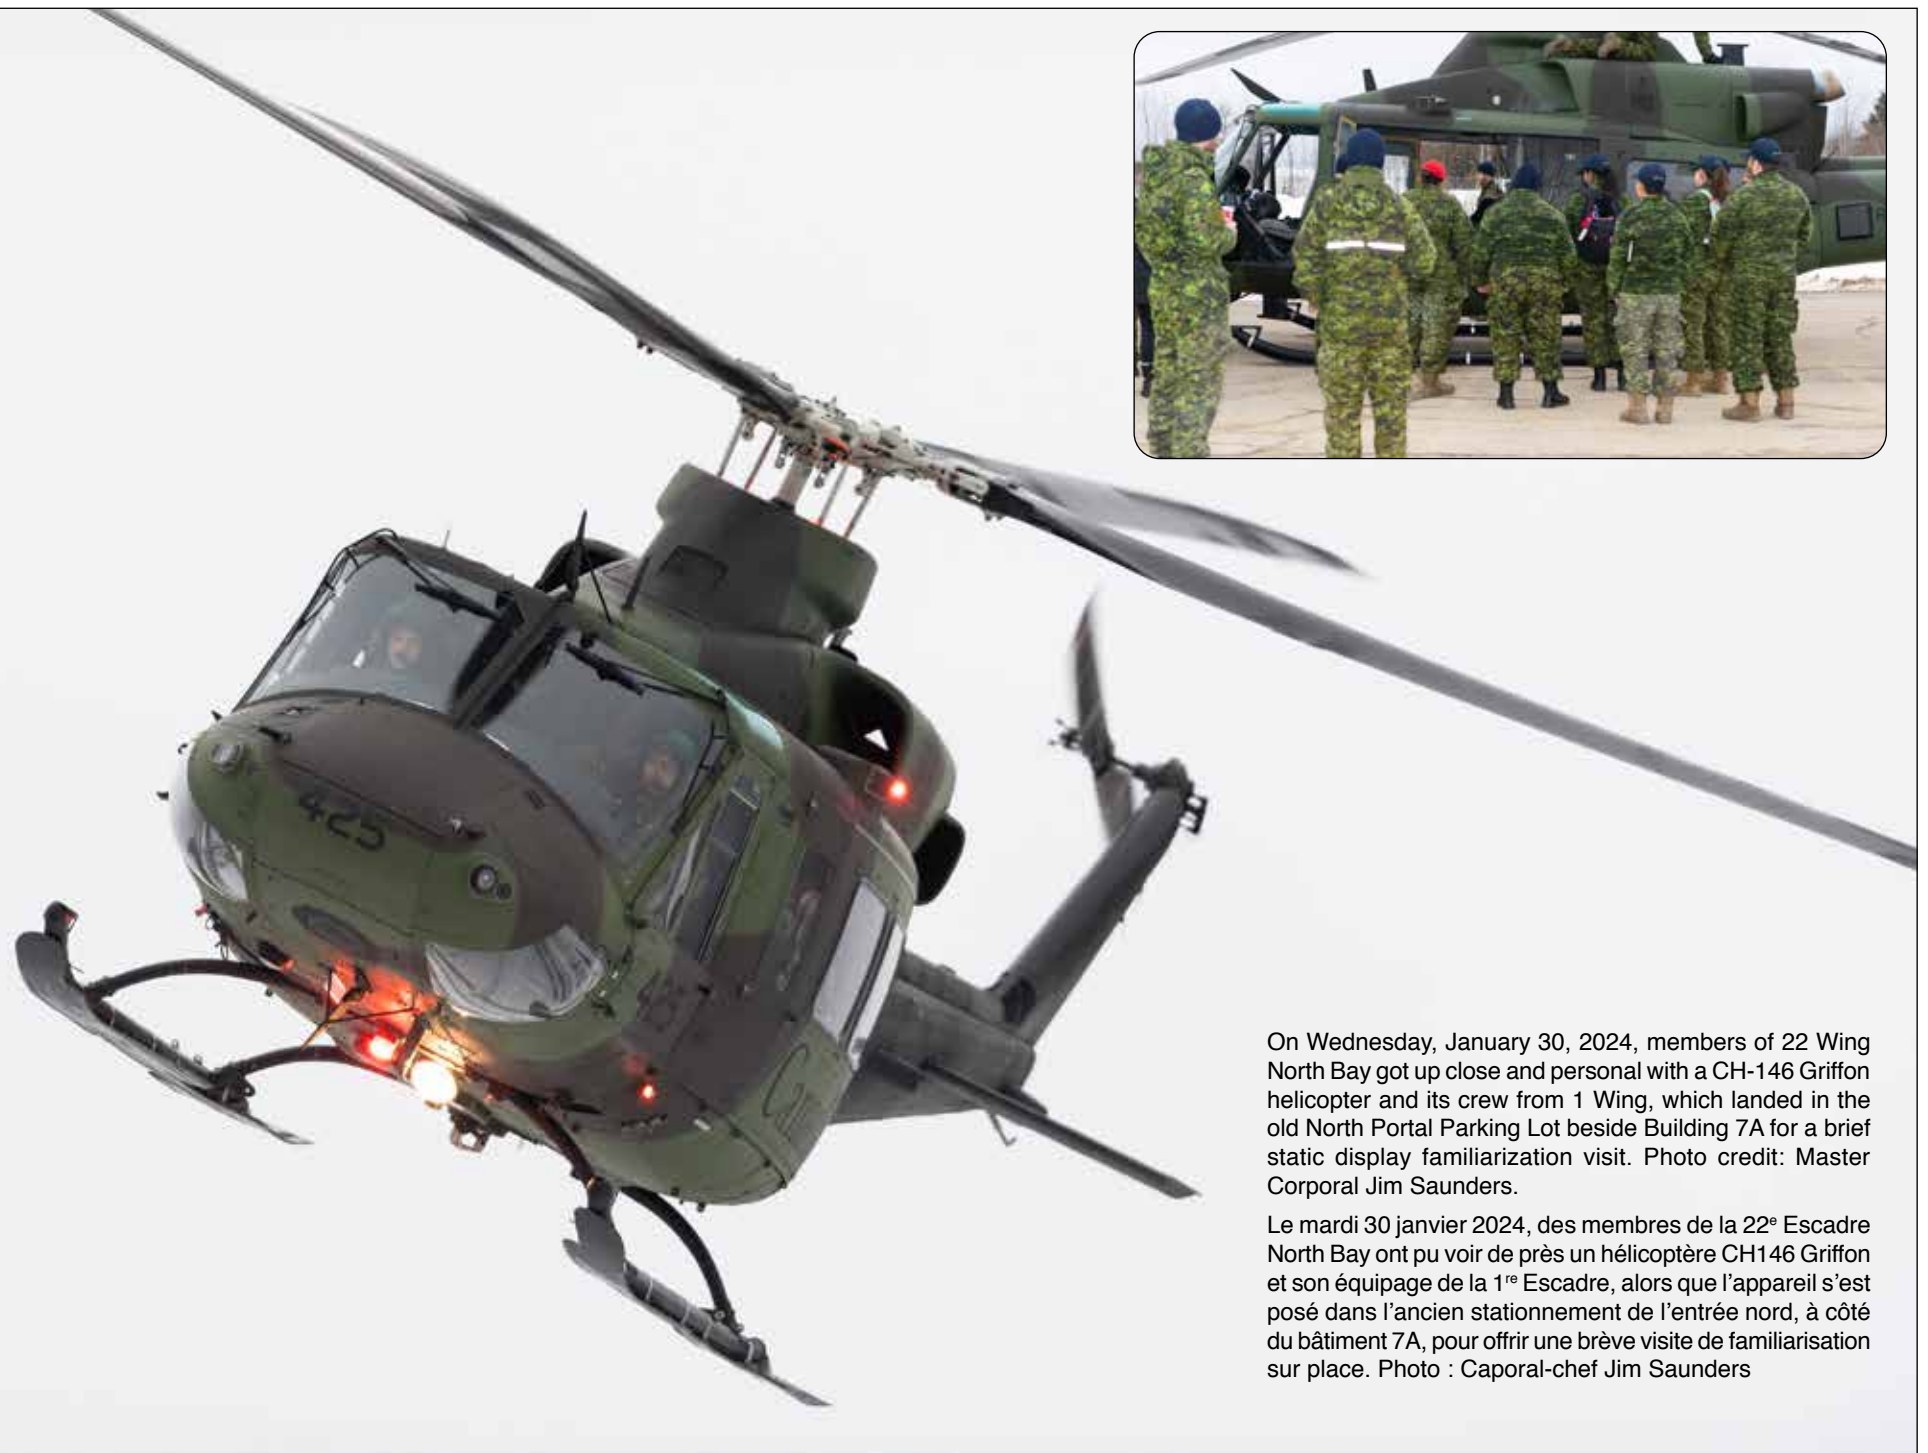 425
On Wednesday, January 30, 2024, members of 22 Wing
North Bay got up close and personal with a CH-146 Griffon
helicopter and its crew from 1 Wing, which landed in the
old North Portal Parking Lot beside Building 7A for a brief
static display familiarization visit. Photo credit: Master
Corporal Jim Saunders.
Le mardi 30 janvier 2024, des membres de la 22e Escadre
North Bay ont pu voir de près un hélicoptère CH146 Griffon
et son équipage de la 1re Escadre, alors que l’appareil s’est
posé dans l’ancien stationnement de l’entrée nord, à côté
du bâtiment 7A, pour offrir une brève visite de familiarisation
sur place. Photo : Caporal-chef Jim Saunders